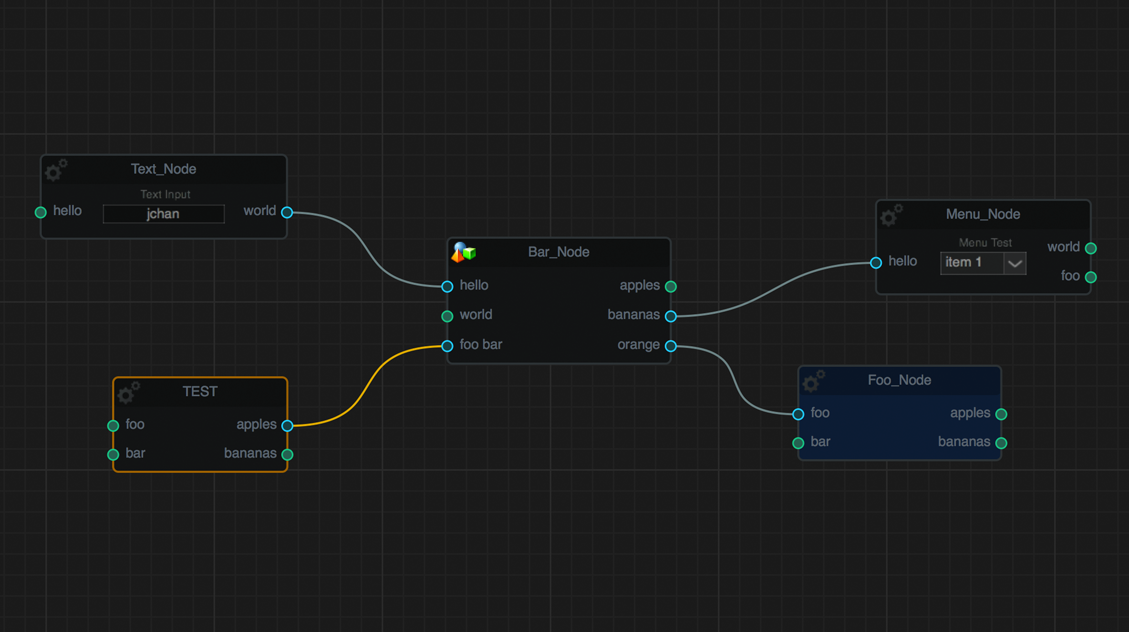 Text_Node
Text Input
hello jchan world
Bar_Node
hello apples
world bananas
foo bar orange
Menu_Node
Menu Test
hello item 1 world
foo
TEST
foo apples
bar bananas
Foo_Node
foo apples
bar bananas